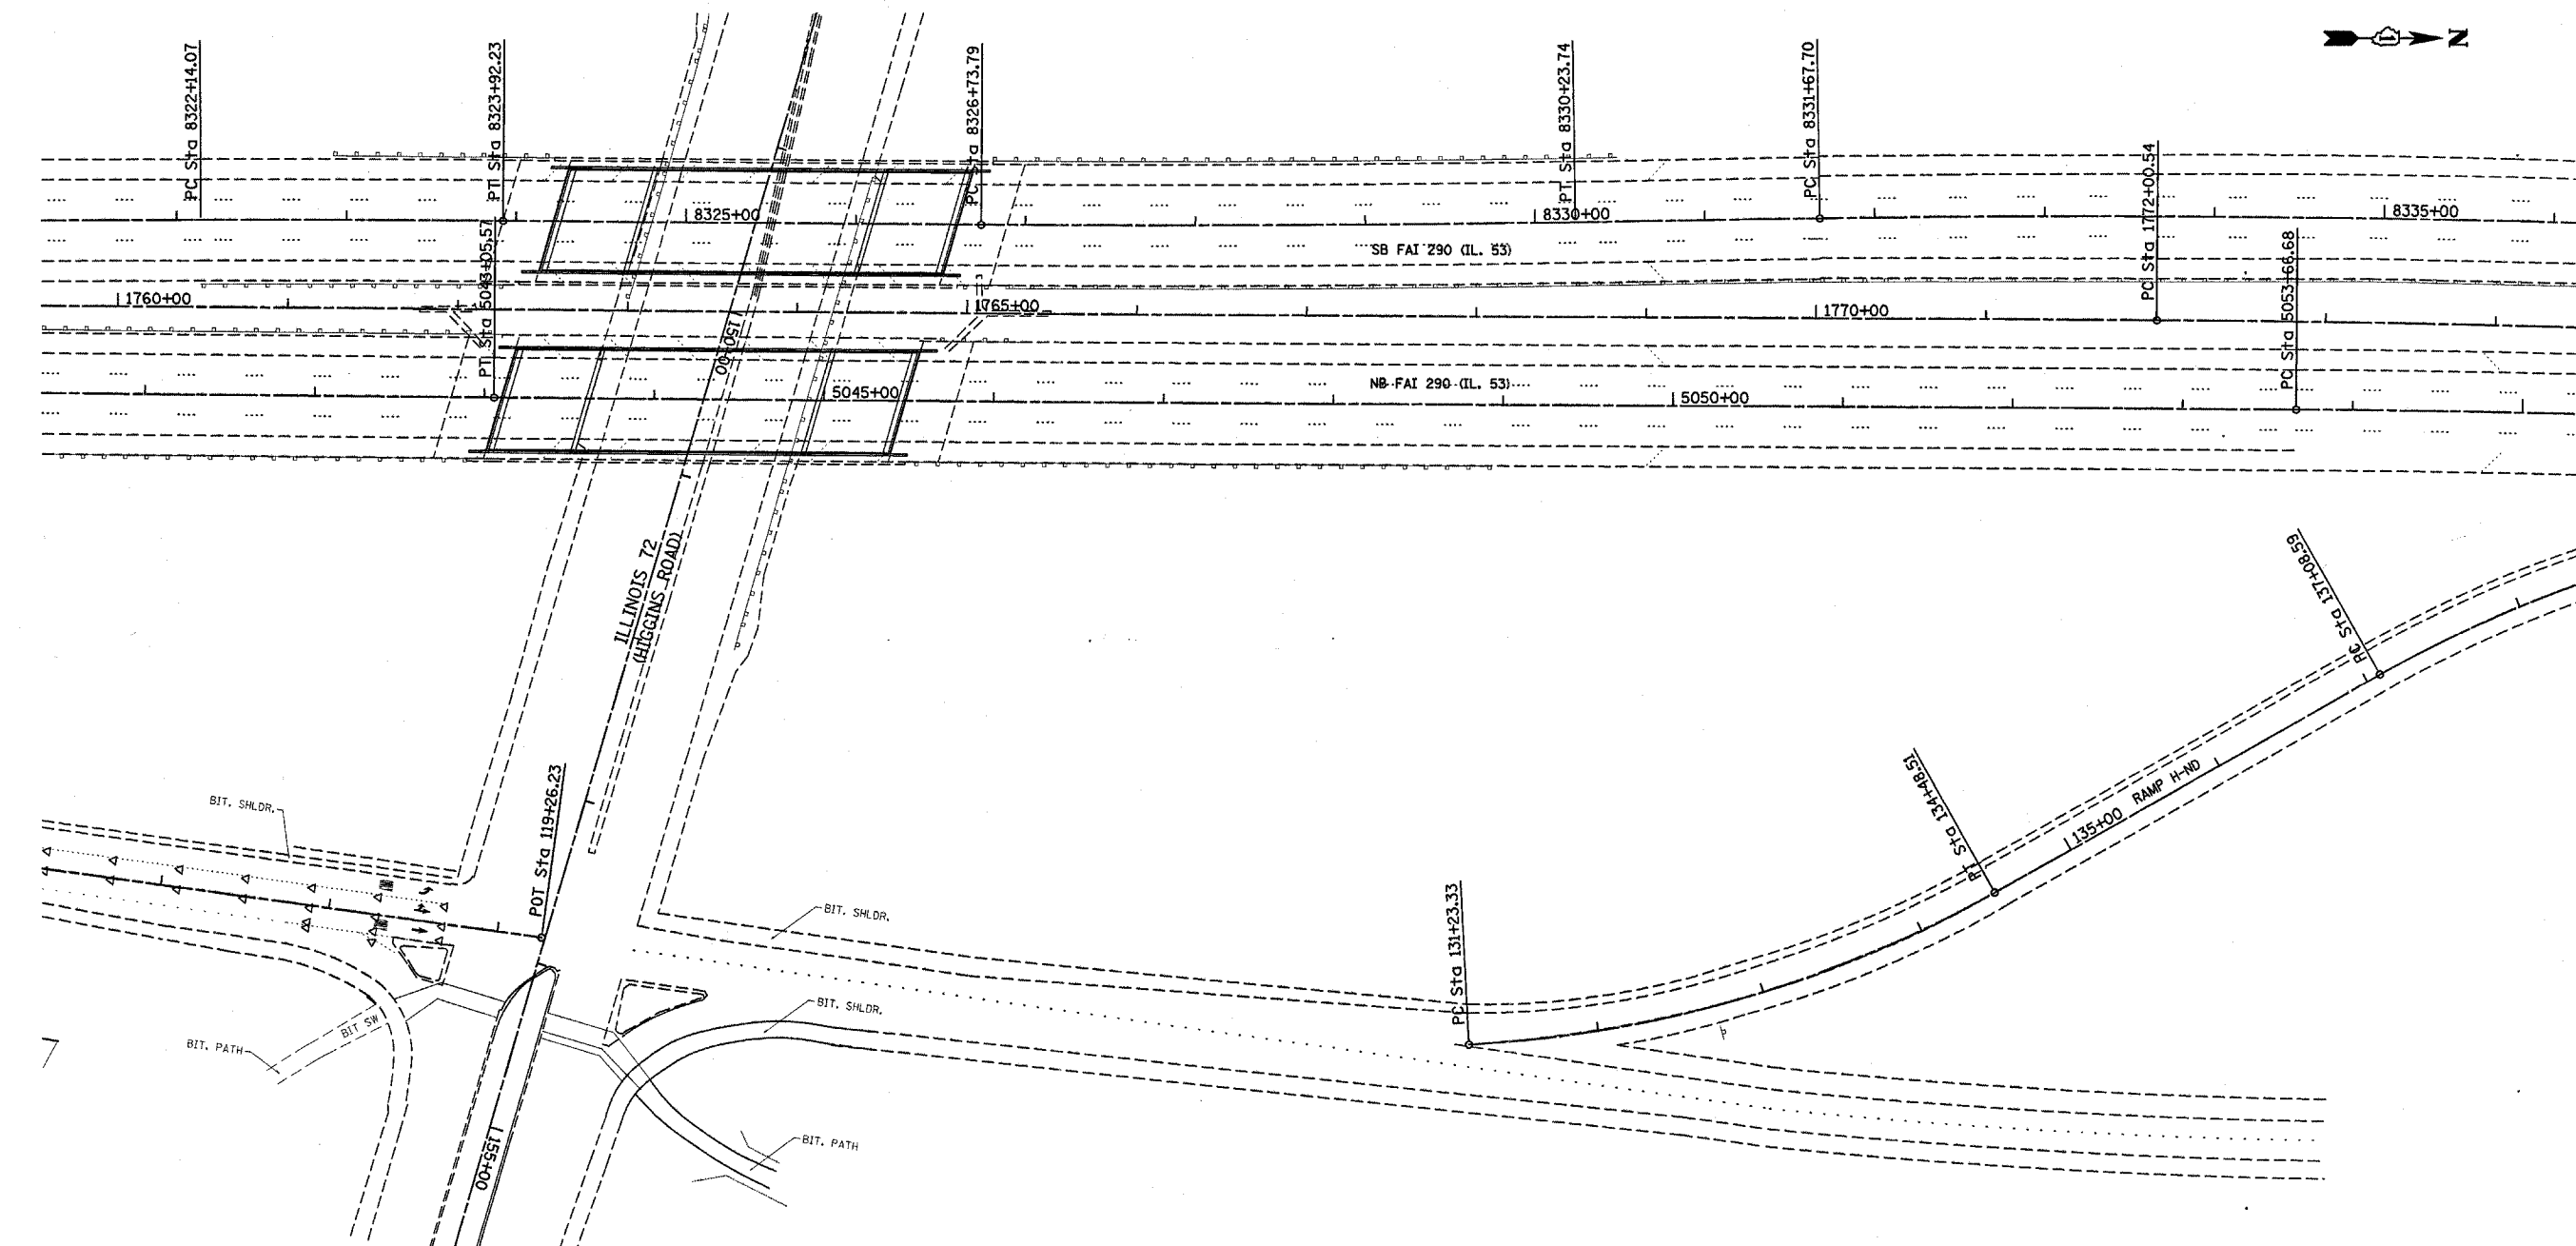 N
PC Sta 8322+14.07
PT Sta 8323+92.23
PC Sta 8326+73.79
PT Sta 8330+23.74
PC Sta 8331+67.70
PC Sta 1772+00.54
PC Sta 5053+66.68
PT Sta 5043+05.57
8325+00
8330+00
8335+00
SB FAI 290 (IL. 53)
1760+00
1765+00
1770+00
150+00
NB FAI 290 (IL. 53)
5045+00
5050+00
ILLINOIS 72
(HIGGINS ROAD)
PC Sta 137+08.59
PT Sta 134+48.51
RAMP H-ND
135+00
PC Sta 131+23.33
POT Sta 119+26.23
BIT. SHLDR.
BIT. SHLDR.
BIT. SHLDR.
BIT SW
BIT. PATH
BIT. PATH
155+00